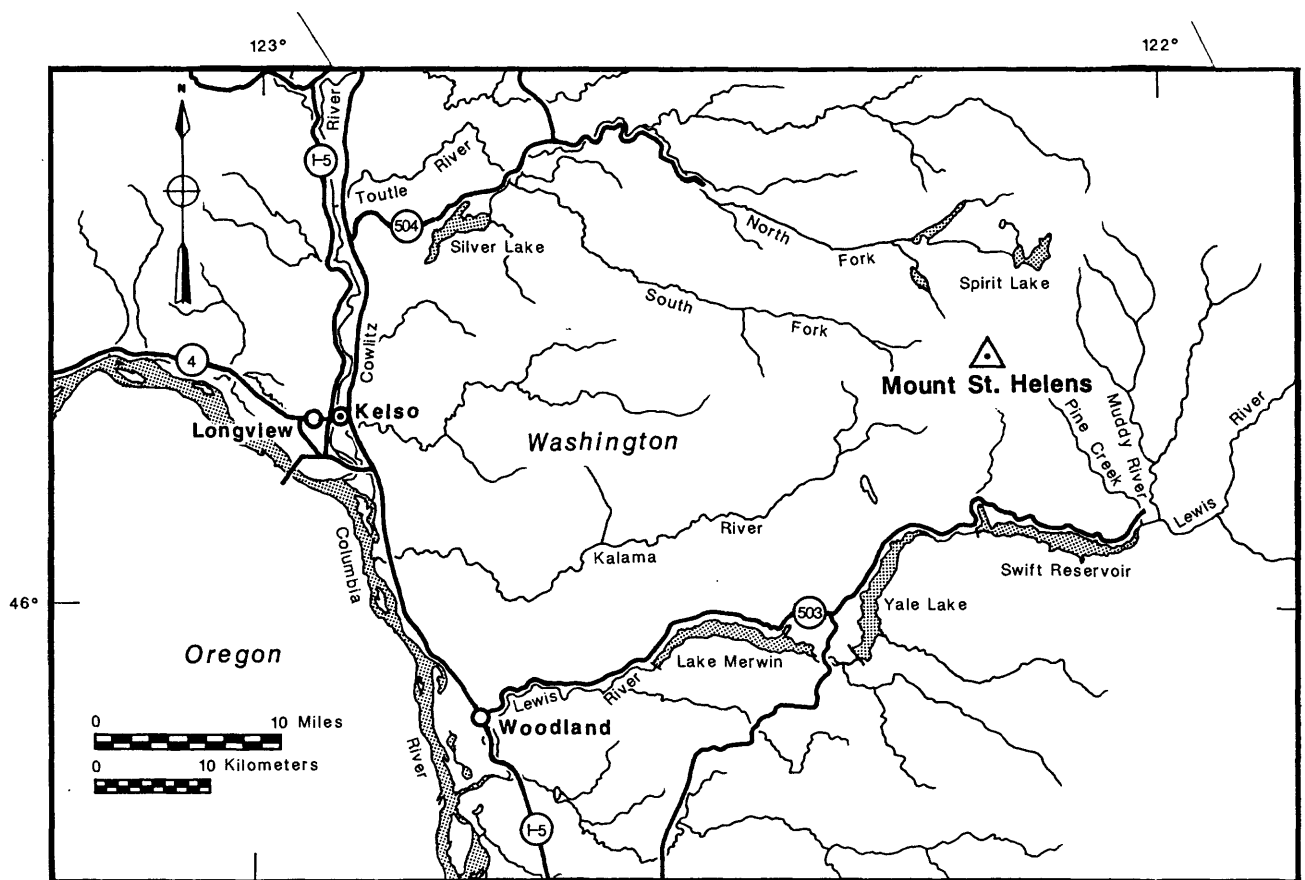 123°
122°
N
River
I-5
Toutle
River
504
Silver Lake
North
Fork
Spirit Lake
South
Fork
4
Cowlitz
Mount St. Helens
Kelso
Longview
Washington
Pine Creek
Muddy River
River
Lewis
Columbia
Kalama
River
Swift Reservoir
46°
503
Yale Lake
Oregon
Lake Merwin
Lewis
River
Woodland
0 10 Miles
0 10 Kilometers
River
I-5